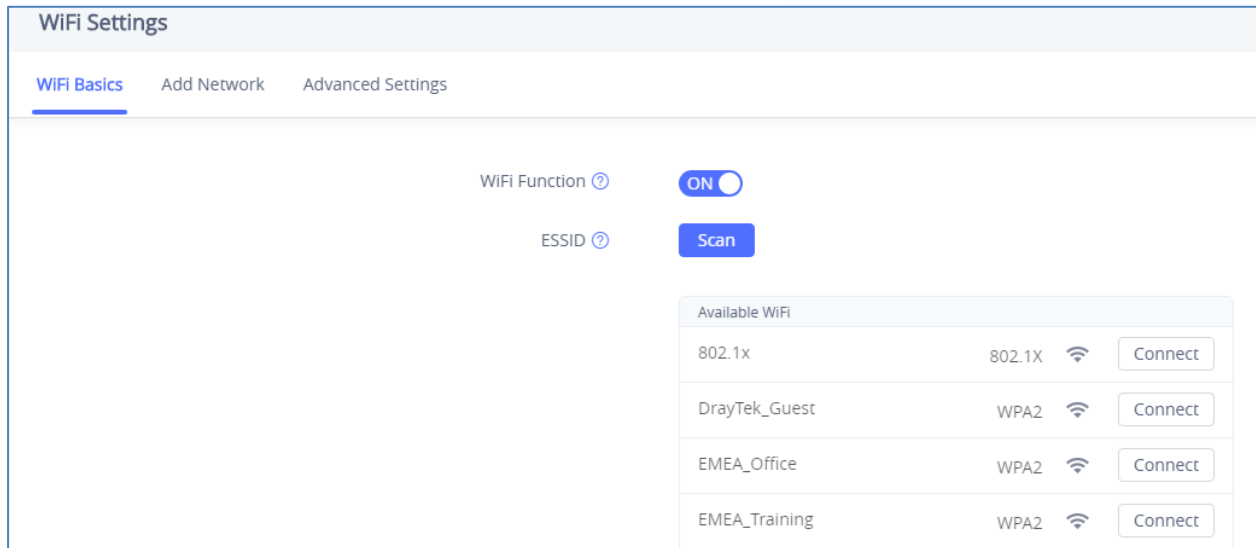 WiFi Settings
WiFi Basics Add Network Advanced Settings
WiFi Function ?
ON
ESSID ?
Scan
Available WiFi
802.1x 802.1X Connect
DrayTek_Guest WPA2 Connect
EMEA_Office WPA2 Connect
EMEA_Training WPA2 Connect